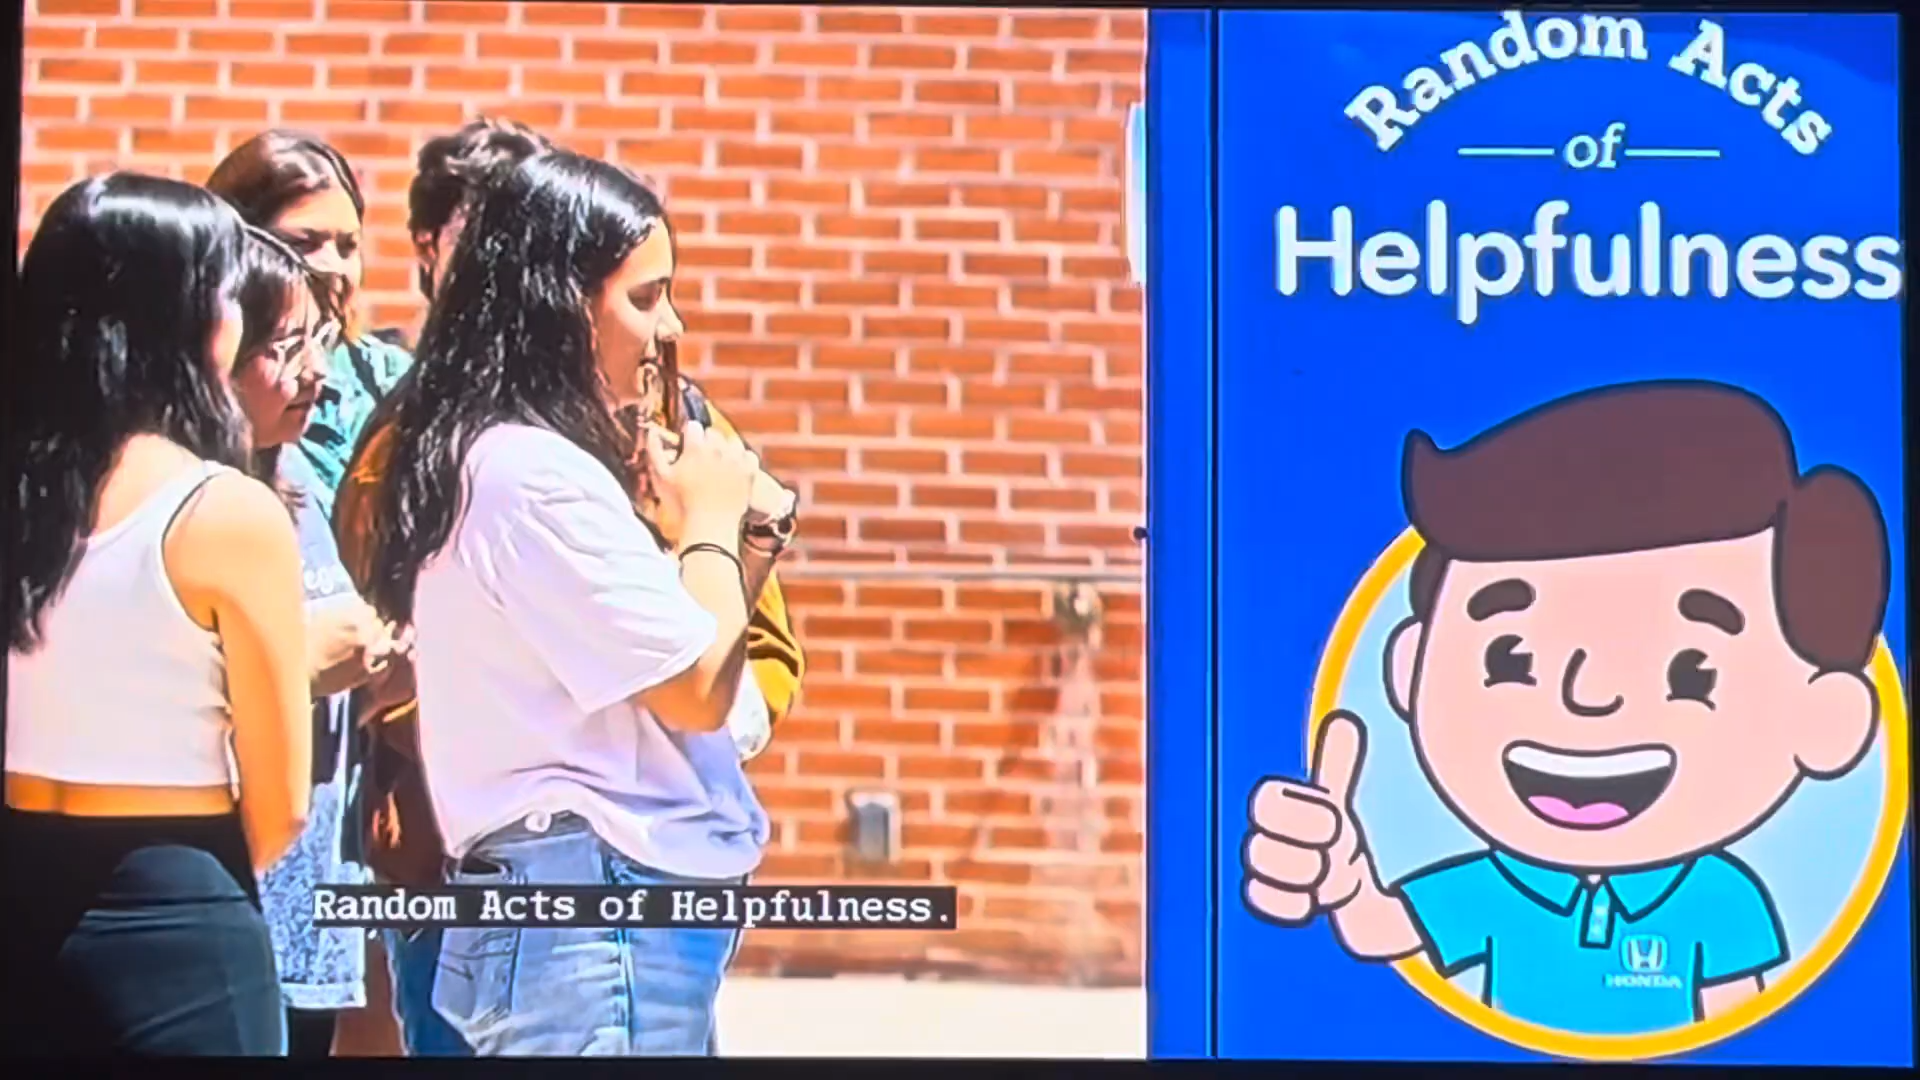 Random Acts
of
Helpfulness
HONDA
Random Acts of Helpfulness.